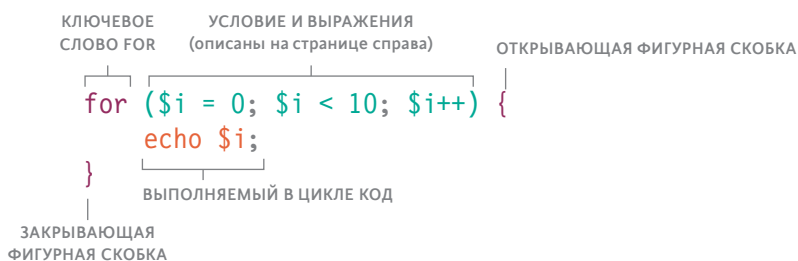 КЛЮЧЕВОЕ
СЛОВО FOR
УСЛОВИЕ И ВЫРАЖЕНИЯ
(описаны на странице справа)
ОТКРЫВАЮЩАЯ ФИГУРНАЯ СКОБКА
for ($i = 0; $i < 10; $i++) {
echo $i;
}
ВЫПОЛНЯЕМЫЙ В ЦИКЛЕ КОД
ЗАКРЫВАЮЩАЯ
ФИГУРНАЯ СКОБКА